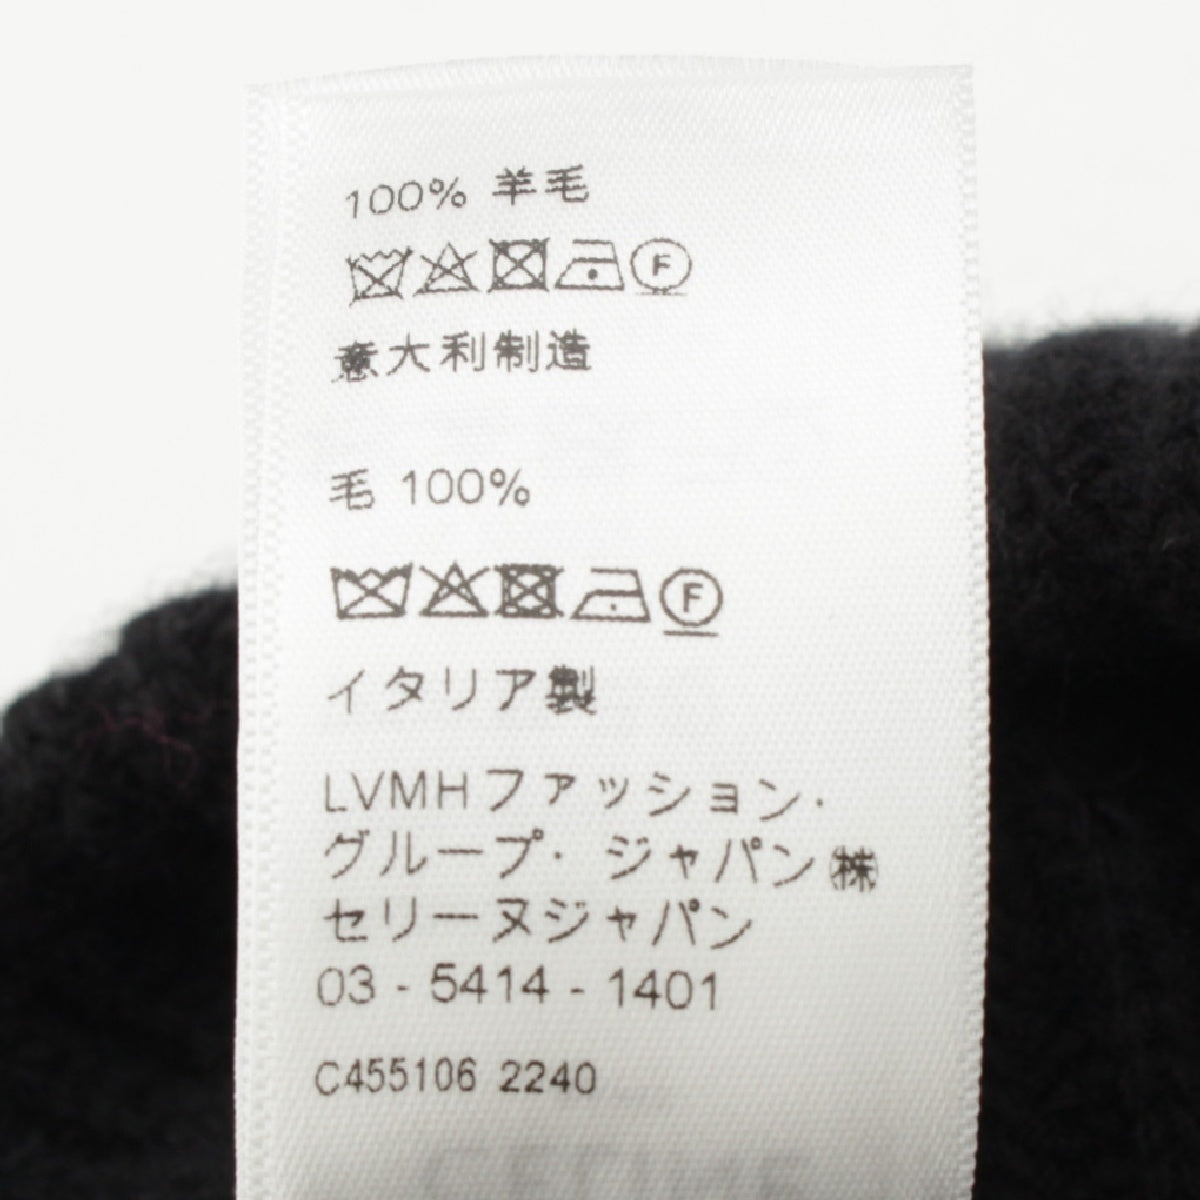 100% 羊毛
F
意大利制造
毛 100%
F
イタリア製
LVMHファッション・
グループ・ジャパン㈱
セリーヌジャパン
03 - 5414 - 1401
C455106 2240